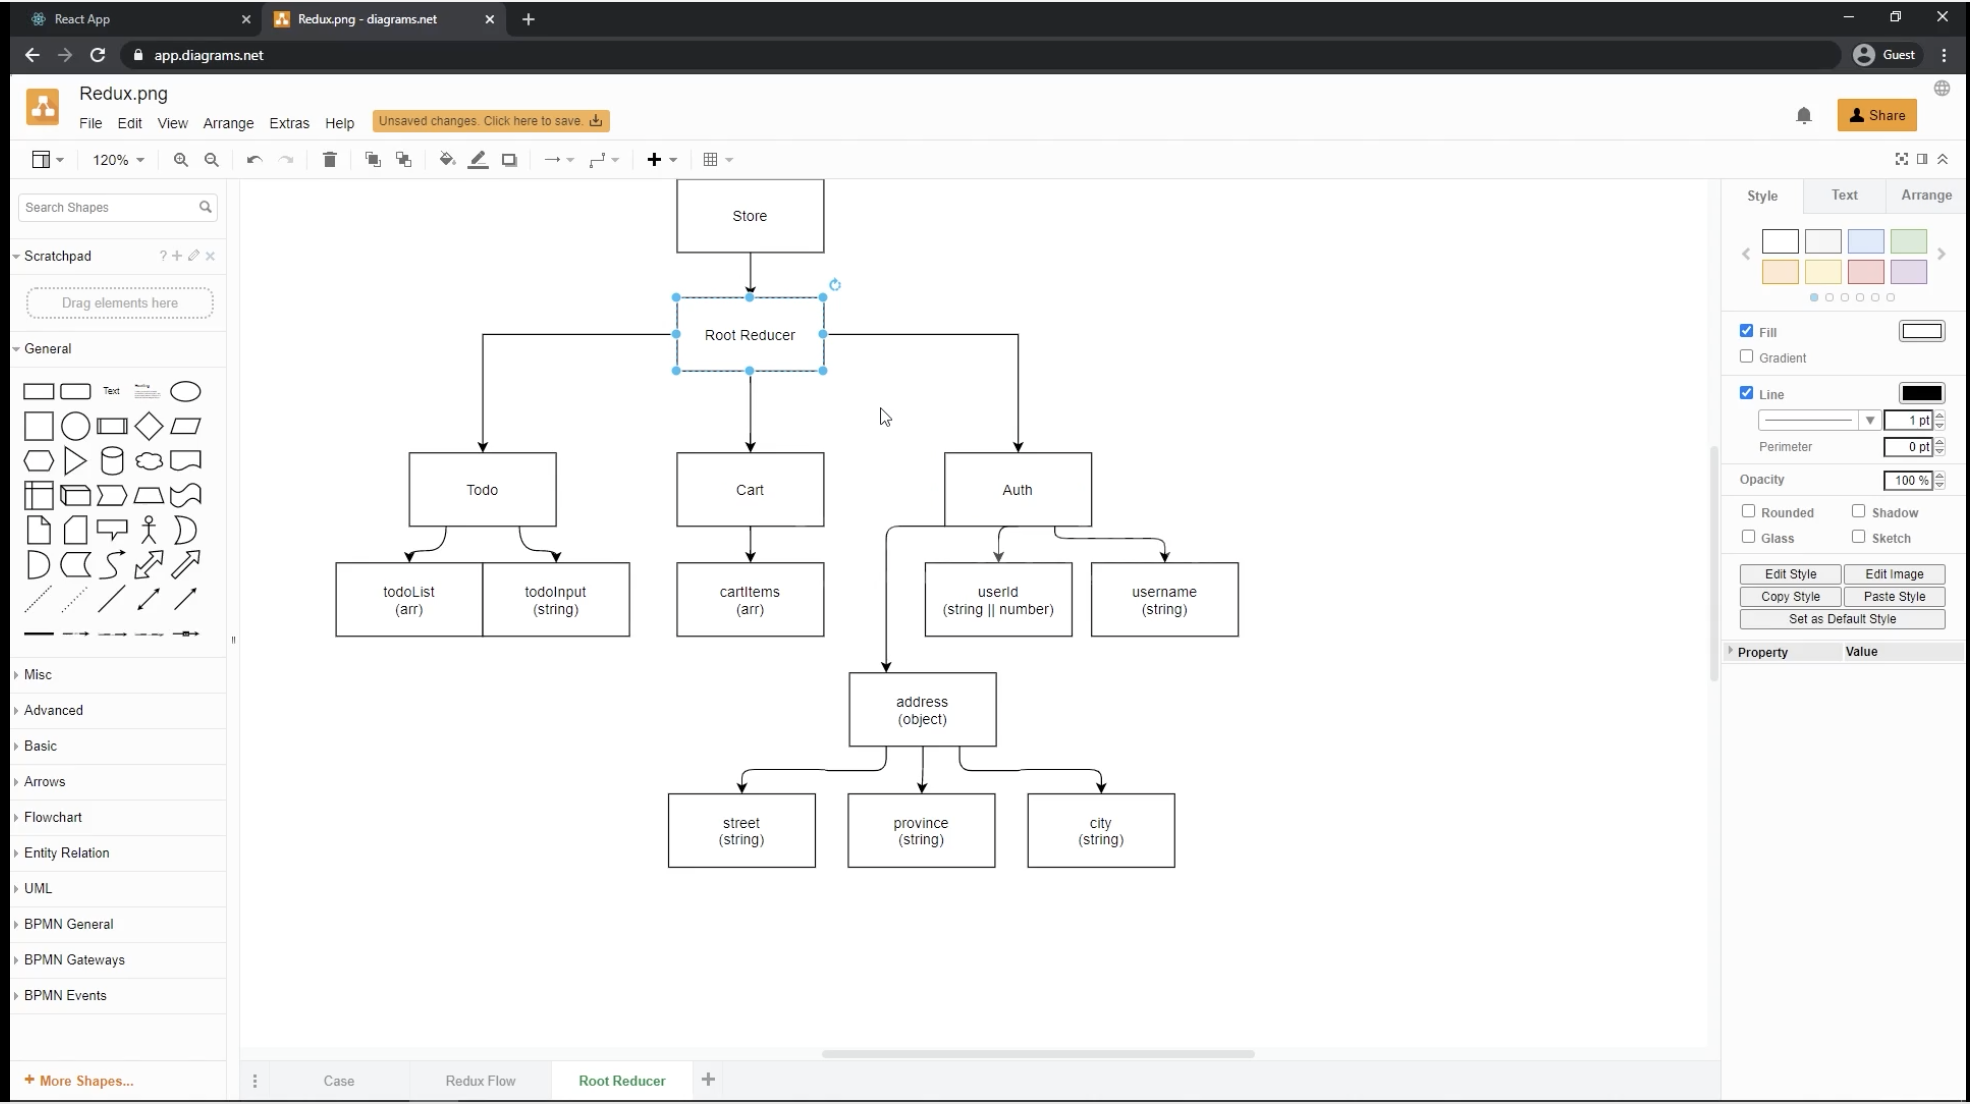 React App
Redux.png - diagrams.net
app.diagrams.net
Guest
Redux.png
File Edit View Arrange Extras Help
Unsaved changes. Click here to save.
Share
120%
Search Shapes
Scratchpad
?
Drag elements here
General
Text
Misc
Advanced
Basic
Arrows
Flowchart
Entity Relation
UML
BPMN General
BPMN Gateways
BPMN Events
+ More Shapes...
Store
Root Reducer
Todo
Cart
Auth
todoList
(arr)
todoInput
(string)
cartItems
(arr)
userId
(string || number)
username
(string)
address
(object)
street
(string)
province
(string)
city
(string)
Case
Redux Flow
Root Reducer
Style
Text
Arrange
Fill
Gradient
Line
1 pt
Perimeter
0 pt
Opacity
100 %
Rounded
Shadow
Glass
Sketch
Edit Style
Edit Image
Copy Style
Paste Style
Set as Default Style
Property
Value